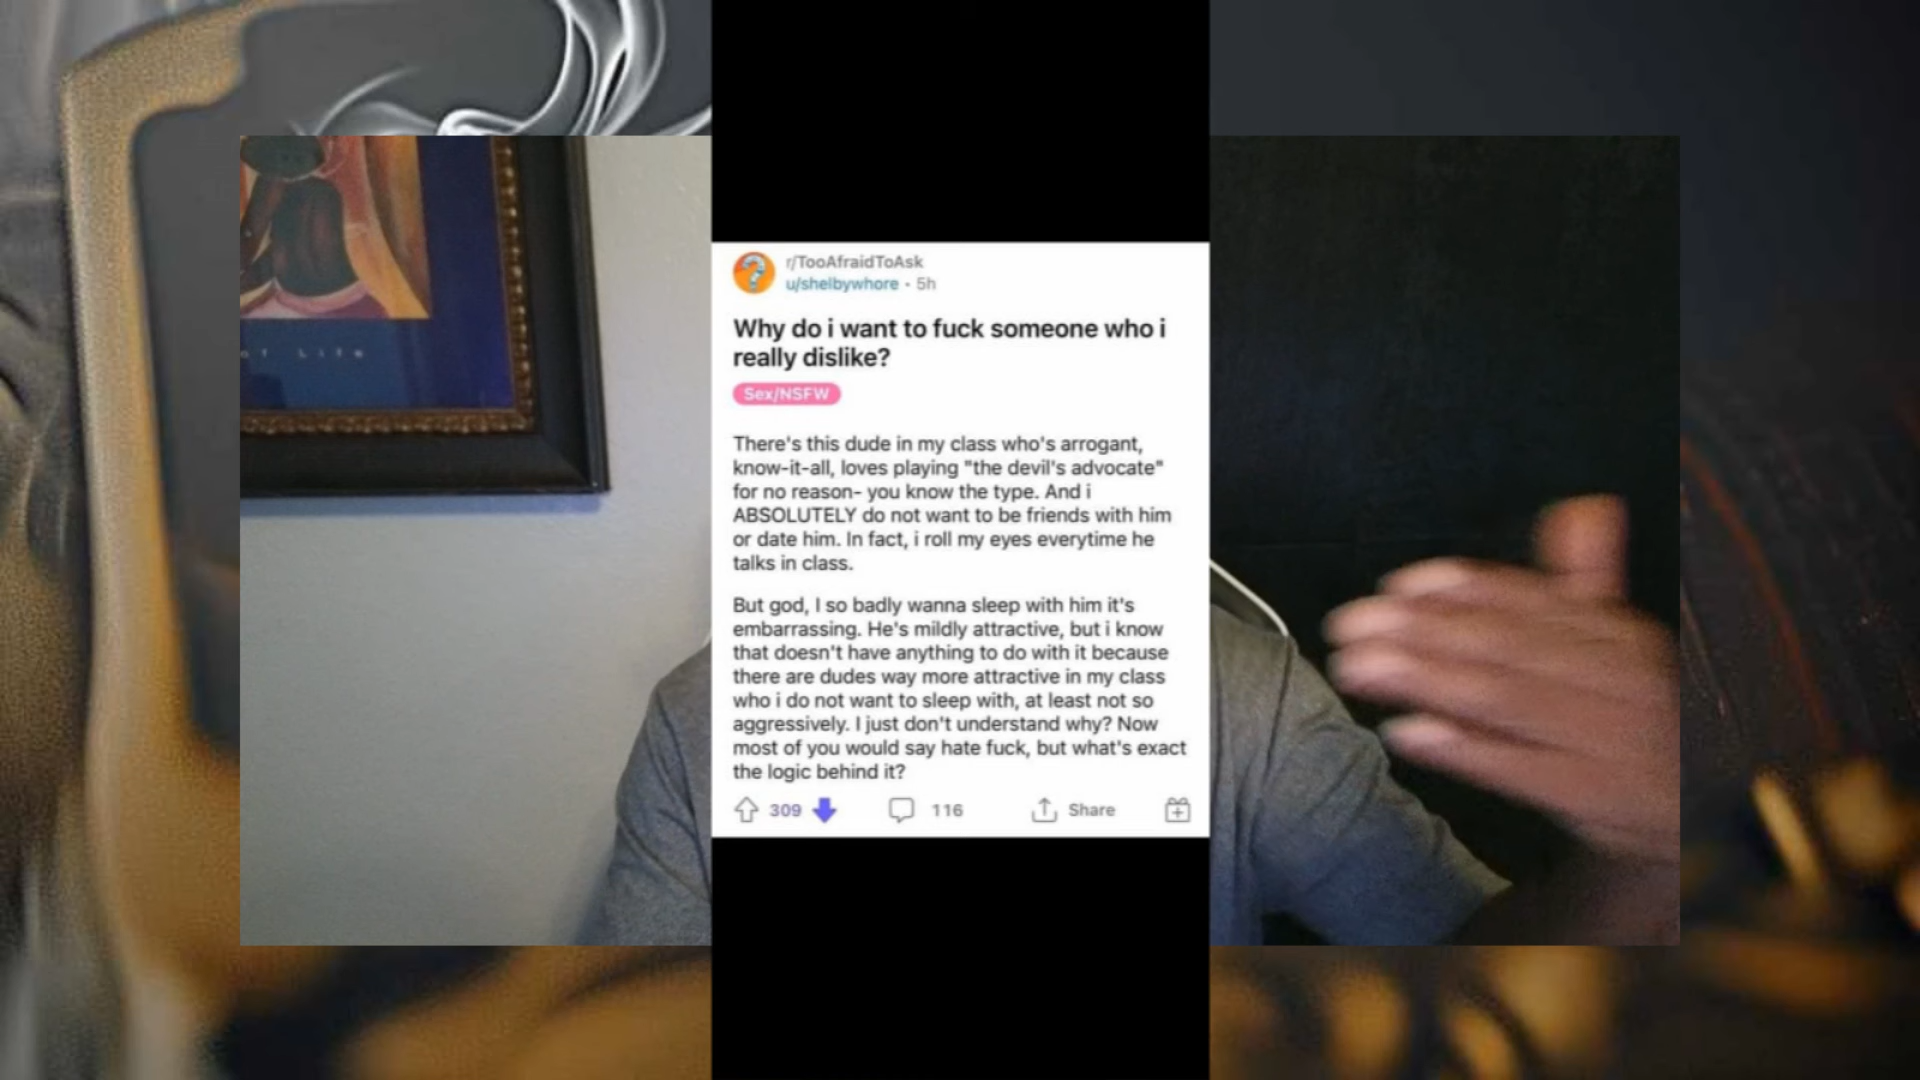 of Life
r/TooAfraidToAsk
u/shelbywhore • 5h
Why do i want to fuck someone who i
really dislike?
Sex/NSFW
There's this dude in my class who's arrogant,
know-it-all, loves playing "the devil's advocate"
for no reason- you know the type. And i
ABSOLUTELY do not want to be friends with him
or date him. In fact, i roll my eyes everytime he
talks in class.
But god, I so badly wanna sleep with him it's
embarrassing. He's mildly attractive, but i know
that doesn't have anything to do with it because
there are dudes way more attractive in my class
who i do not want to sleep with, at least not so
aggressively. I just don't understand why? Now
most of you would say hate fuck, but what's exact
the logic behind it?
309
116
Share